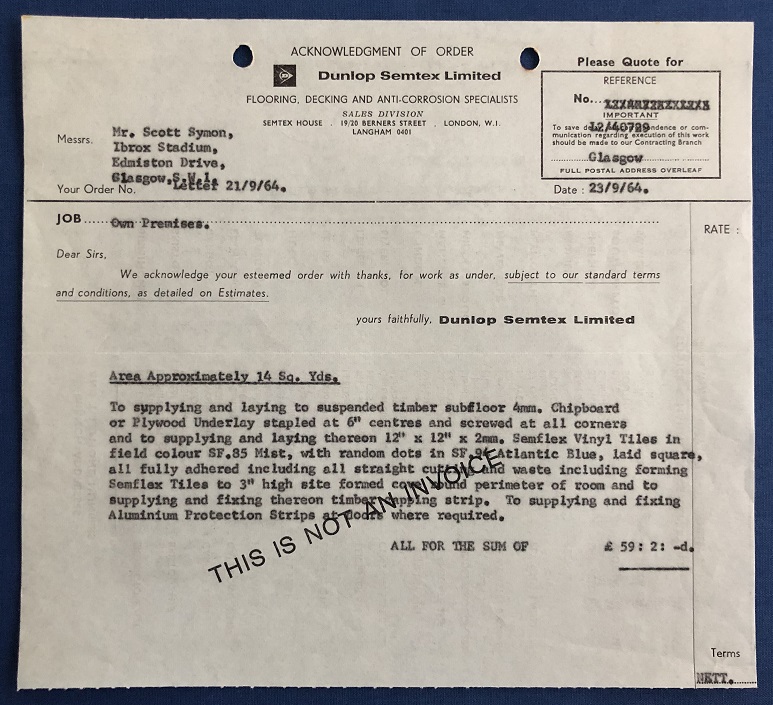 ACKNOWLEDGMENT OF ORDER
Dunlop Semtex Limited
FLOORING, DECKING AND ANTI-CORROSION SPECIALISTS
SALES DIVISION
SEMTEX HOUSE . 19/20 BERNERS STREET . LONDON, W.I.
LANGHAM 0401
Please Quote for
REFERENCE
No...
IMPORTANT
12/40729
To save correspondence or com-
munication regarding execution of this work
should be made to our Contracting Branch
Glasgow
FULL POSTAL ADDRESS OVERLEAF
Messrs.
Mr. Scott Symon,
Ibrox Stadium,
Edmiston Drive,
Glasgow, S.W.1.
Your Order No. Letter 21/9/64.
Date : 23/9/64.
JOB Own Premises.
RATE :
Dear Sirs,
We acknowledge your esteemed order with thanks, for work as under, subject to our standard terms
and conditions, as detailed on Estimates.
yours faithfully, Dunlop Semtex Limited
Area Approximately 14 Sq. Yds.
To supplying and laying to suspended timber subfloor 4mm. Chipboard
or Plywood Underlay stapled at 6" centres and screwed at all corners
and to supplying and laying thereon 12" x 12" x 2mm. Semflex Vinyl Tiles in
field colour SF.85 Mist, with random dots in SF. Atlantic Blue, laid square,
all fully adhered including all straight cutting and waste including forming
Semflex Tiles to 3" high site formed cove round perimeter of room and to
supplying and fixing thereon timber capping strip. To supplying and fixing
Aluminium Protection Strips at doors where required.
THIS IS NOT AN INVOICE
ALL FOR THE SUM OF £ 59: 2: -d.
Terms
NETT.